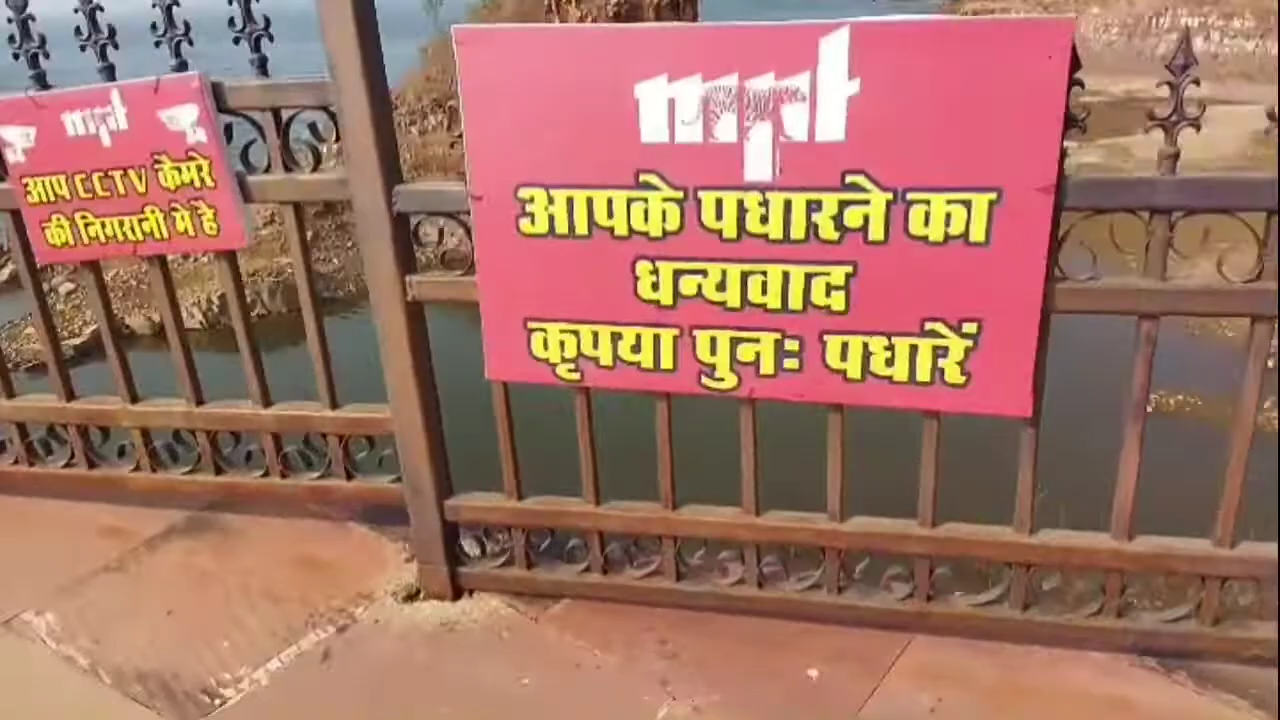 mpt
आप CCTV कैमरे
की निगरानी मे है
mpt
आपके पधारने का
धन्यवाद
कृपया पुनः पधारें